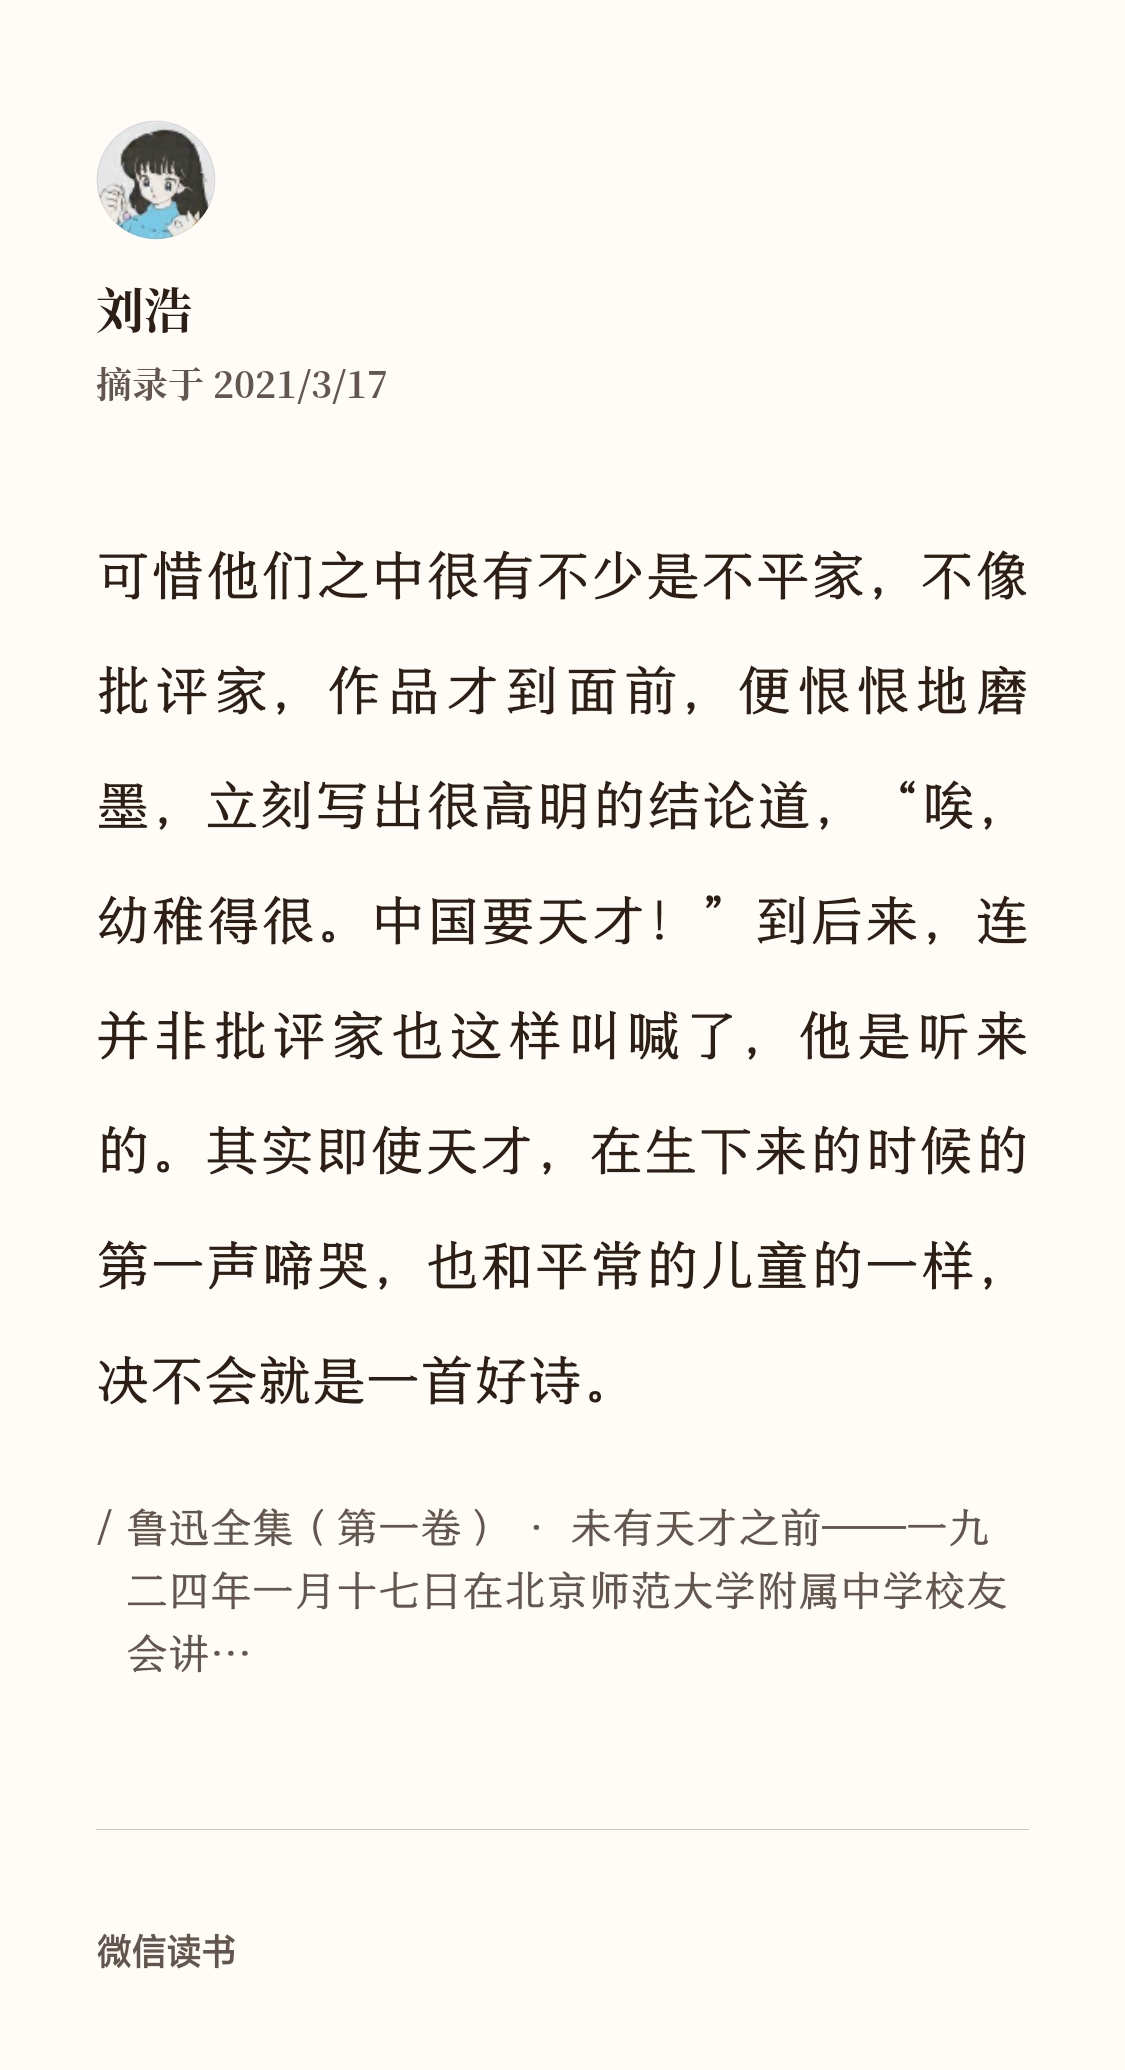 刘浩
摘录于 2021/3/17
可惜他们之中很有不少是不平家，不像
批评家，作品才到面前，便恨恨地磨
墨，立刻写出很高明的结论道，“唉，
幼稚得很。中国要天才！”到后来，连
并非批评家也这样叫喊了，他是听来
的。其实即使天才，在生下来的时候的
第一声啼哭，也和平常的儿童的一样，
决不会就是一首好诗。
/ 鲁迅全集（第一卷） · 未有天才之前——一九
二四年一月十七日在北京师范大学附属中学校友
会讲…
微信读书